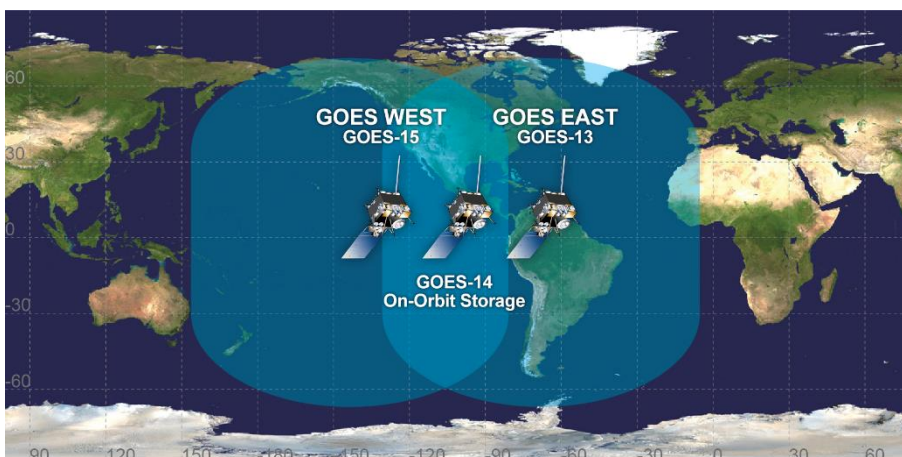 60
GOES WEST
GOES-15
GOES EAST
GOES-13
30
0
GOES-14
On-Orbit Storage
-30
-60
90 120 150 -180 -150 -120 -90 -60 -30 0 30 60